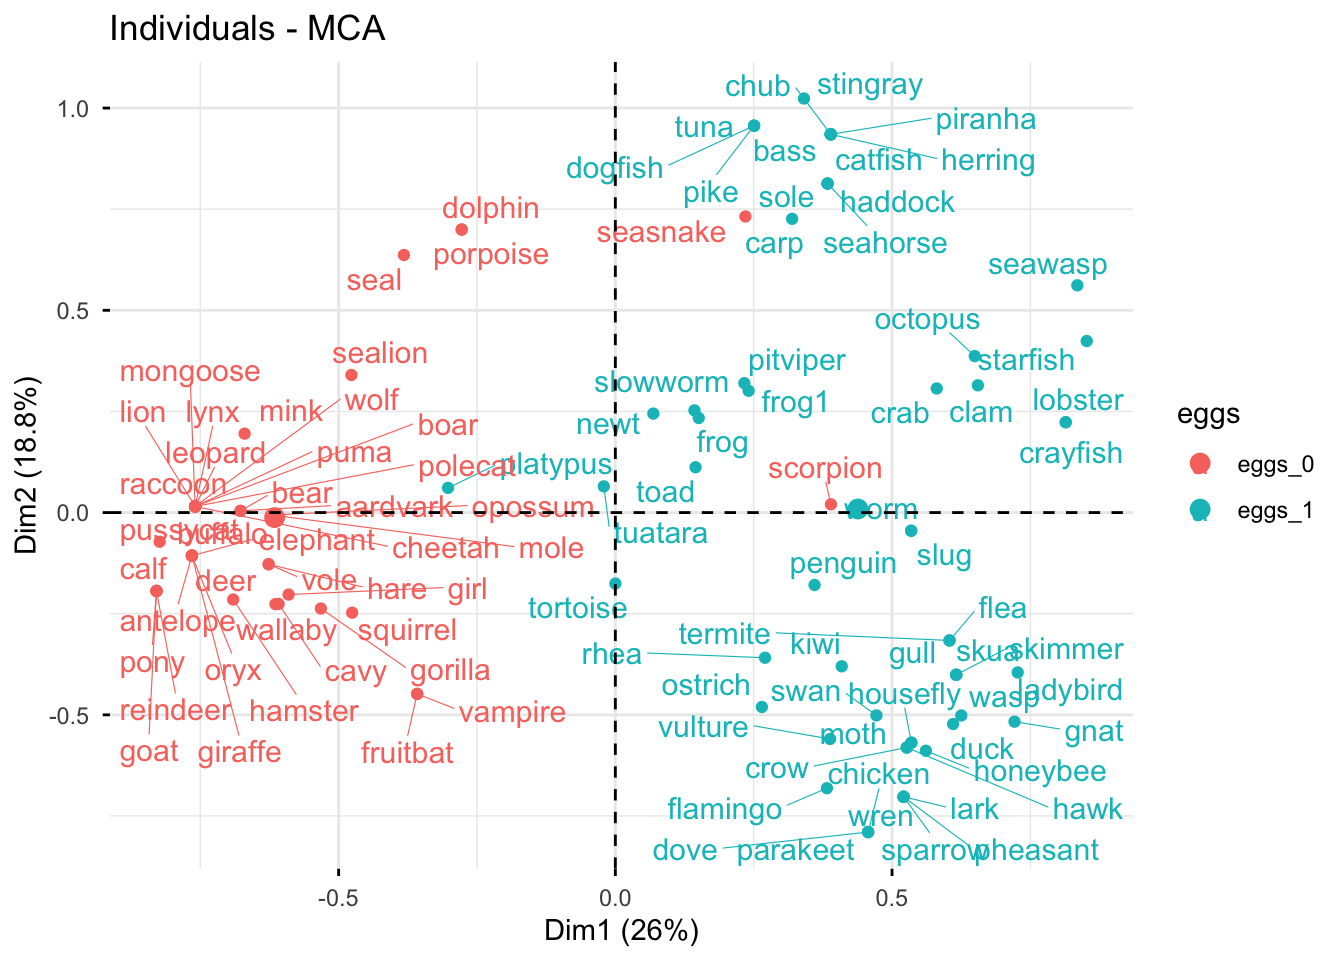 Individuals - MCA
chub stingray
piranha
tuna
bass
catfish herring
dogfish
pike sole
haddock
dolphin
seasnake
carp seahorse
porpoise
seal
seawasp
octopus
sealion
pitviper starfish
mongoose
slowworm
wolf
frog1
lobster
lion lynx mink
crab clam
boar
newt
frog
leopard puma
crayfish
polecat platypus
scorpion
raccoon
bear
toad
aardvark opossum
worm
pussycat buffalo
tuatara
elephant cheetah mole
slug
penguin
calf
deer vole hare girl
tortoise
flea
antelope wallaby squirrel
termite kiwi
gull skua skimmer
rhea
pony oryx cavy gorilla
ostrich swan housefly wasp ladybird
reindeer hamster vampire
vulture moth
gnat
duck
goat giraffe fruitbat
crow chicken honeybee
flamingo wren lark hawk
dove parakeet sparrow pheasant
1.0
0.5
0.0
-0.5
Dim2 (18.8%)
-0.5 0.0 0.5
Dim1 (26%)
eggs
eggs_0
eggs_1